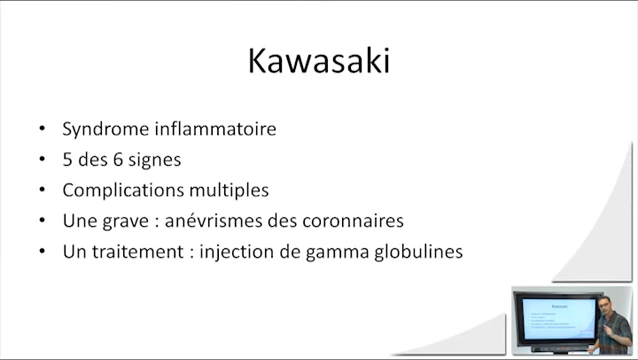 Kawasaki
• Syndrome inflammatoire
• 5 des 6 signes
• Complications multiples
• Une grave : anévrismes des coronnaires
• Un traitement : injection de gamma globulines